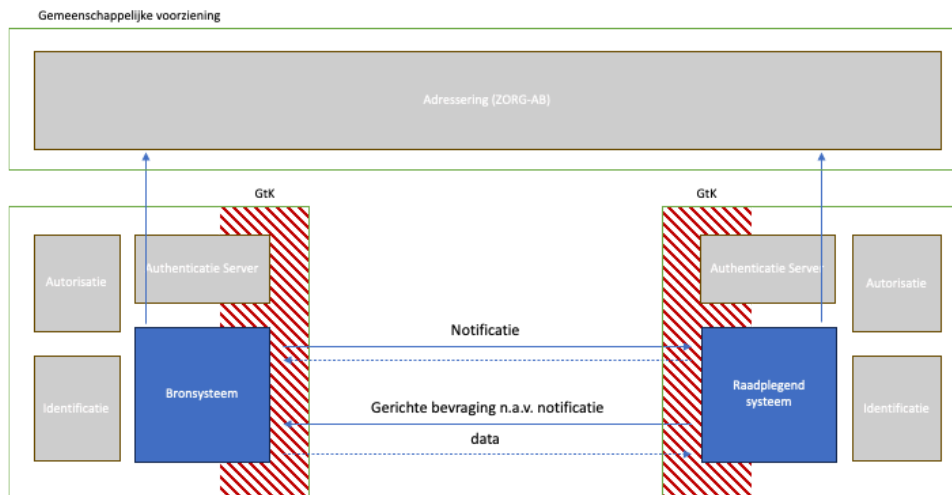 Gemeenschappelijke voorziening
Adressering (ZORG-AB)
GtK
GtK
Autorisatie
Authenticatie Server
Authenticatie Server
Autorisatie
Notificatie
Bronsysteem
Raadplegend
systeem
Identificatie
Gerichte bevraging n.a.v. notificatie
Identificatie
data